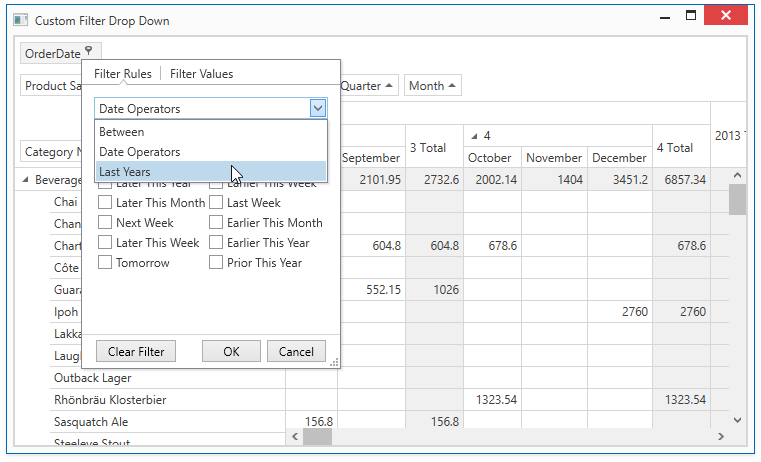 Custom Filter Drop Down
OrderDate
Product Sa
Quarter
Month
Filter Rules
Filter Values
Date Operators
Between
Date Operators
Last Years
Later This Year Earlier This Week
Later This Month Last Week
Next Week Earlier This Month
Later This Week Earlier This Year
Tomorrow Prior This Year
Clear Filter OK Cancel
4
3 Total 4 Total 2013 T
Category N
September October November December
Beverage 2101.95 2732.6 2002.14 1404 3451.2 6857.34
Chai
Chan
Chart 604.8 604.8 678.6 678.6
Côte
Guara 552.15 1026
Ipoh 2760 2760
Lakka
Laugh
Outback Lager
Rhönbräu Klosterbier 1323.54 1323.54
Sasquatch Ale 156.8 156.8
Steeleye Stout